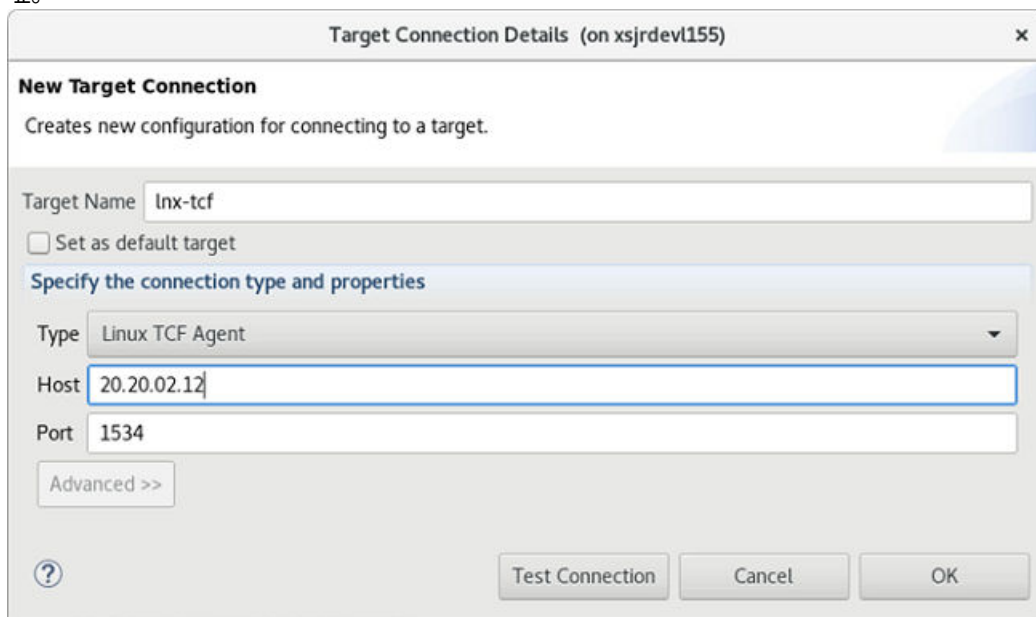 Target Connection Details (on xsjrdevl155)
New Target Connection
Creates new configuration for connecting to a target.
Target Name lnx-tcf
Set as default target
Specify the connection type and properties
Type Linux TCF Agent
Host 20.20.02.12
Port 1534
Advanced >>
Test Connection Cancel OK